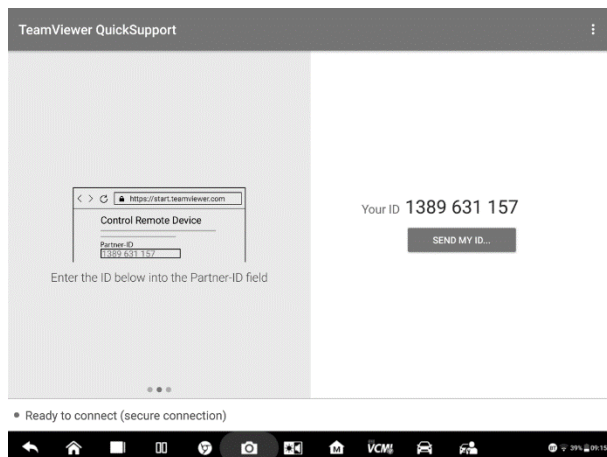 TeamViewer QuickSupport
https://start.teamviewer.com
Control Remote Device
Partner-ID
1389 631 157
Enter the ID below into the Partner-ID field
Your ID 1389 631 157
SEND MY ID...
Ready to connect (secure connection)
M
VCMI
39%
09:15